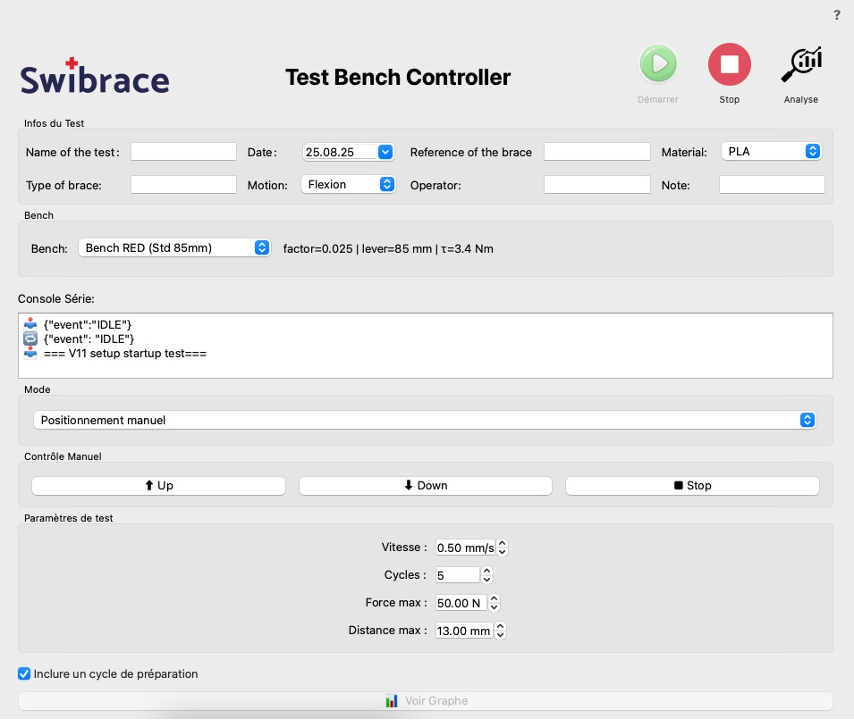 ?
Swibrace
Test Bench Controller
Démarrer
Stop
Analyse
Infos du Test
Name of the test: Date: 25.08.25 Reference of the brace Material: PLA
Type of brace: Motion: Flexion Operator: Note:
Bench
Bench: Bench RED (Std 85mm) factor=0.025 | lever=85 mm | τ=3.4 Nm
Console Série:
{"event":"IDLE"}
{"event": "IDLE"}
=== V11 setup startup test===
Mode
Positionnement manuel
Contrôle Manuel
⬆ Up ⬇ Down ■ Stop
Paramètres de test
Vitesse : 0.50 mm/s
Cycles : 5
Force max : 50.00 N
Distance max : 13.00 mm
Inclure un cycle de préparation
Voir Graphe